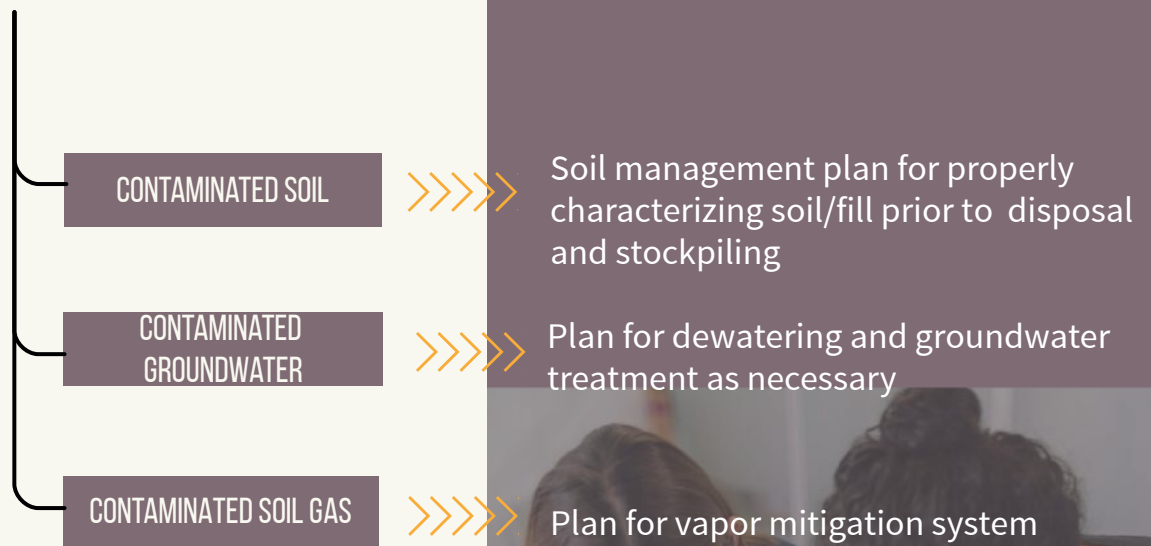 CONTAMINATED SOIL
Soil management plan for properly
characterizing soil/fill prior to disposal
and stockpiling
CONTAMINATED
GROUNDWATER
Plan for dewatering and groundwater
treatment as necessary
CONTAMINATED SOIL GAS
Plan for vapor mitigation system